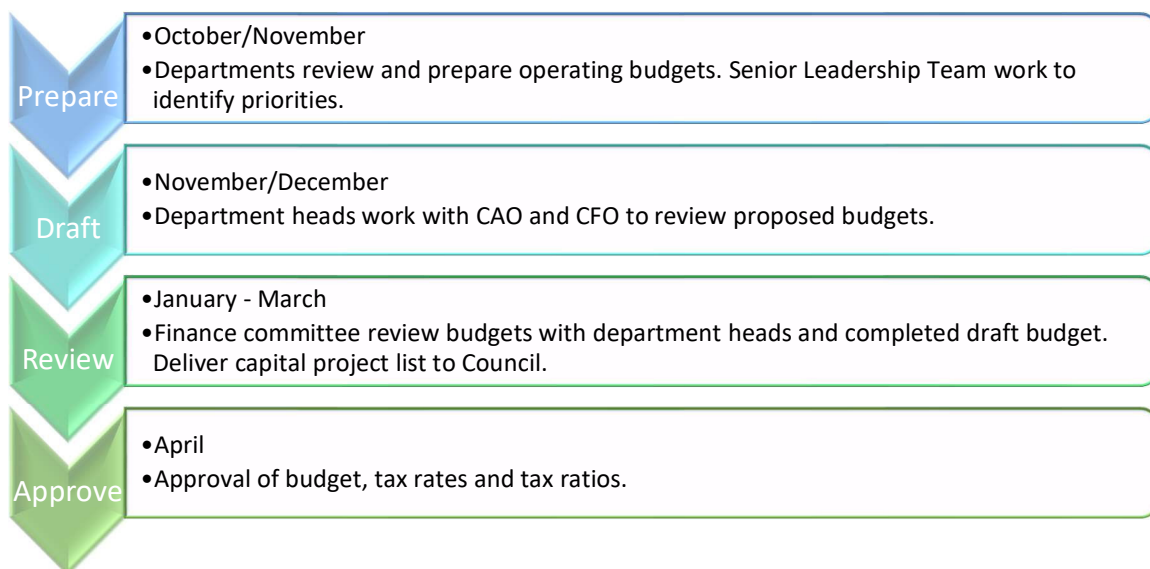 Prepare
•October/November
•Departments review and prepare operating budgets. Senior Leadership Team work to
identify priorities.
Draft
•November/December
•Department heads work with CAO and CFO to review proposed budgets.
Review
•January - March
•Finance committee review budgets with department heads and completed draft budget.
Deliver capital project list to Council.
Approve
•April
•Approval of budget, tax rates and tax ratios.